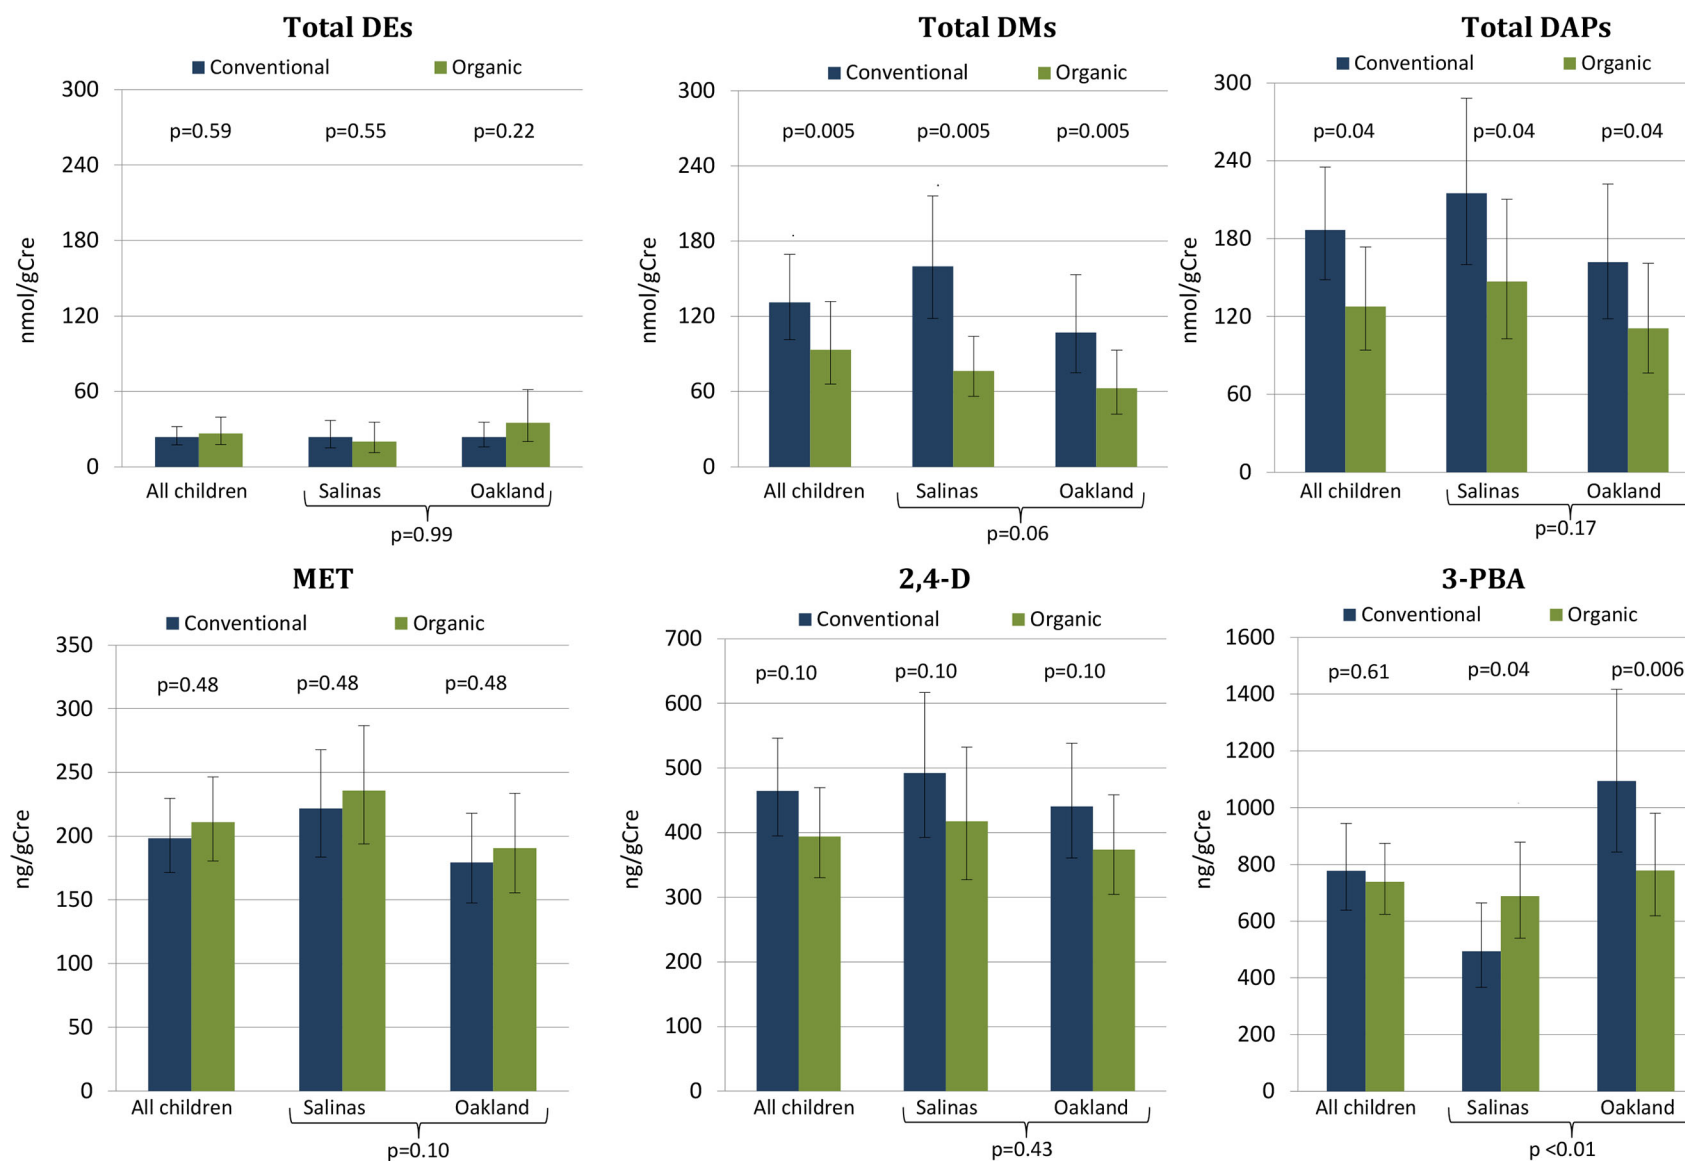 Total DEs
Conventional Organic
300
240
180
120
60
0
nmol/gCre
p=0.59 p=0.55 p=0.22
All children Salinas Oakland
p=0.99
Total DMs
Conventional Organic
300
240
180
120
60
0
nmol/gCre
p=0.005 p=0.005 p=0.005
All children Salinas Oakland
p=0.06
Total DAPs
Conventional Organic
300
240
180
120
60
0
nmol/gCre
p=0.04 p=0.04 p=0.04
All children Salinas Oakland
p=0.17
MET
Conventional Organic
350
300
250
200
150
100
50
0
ng/gCre
p=0.48 p=0.48 p=0.48
All children Salinas Oakland
p=0.10
2,4-D
Conventional Organic
700
600
500
400
300
200
100
0
ng/gCre
p=0.10 p=0.10 p=0.10
All children Salinas Oakland
p=0.43
3-PBA
Conventional Organic
1600
1400
1200
1000
800
600
400
200
0
ng/gCre
p=0.61 p=0.04 p=0.006
All children Salinas Oakland
p <0.01